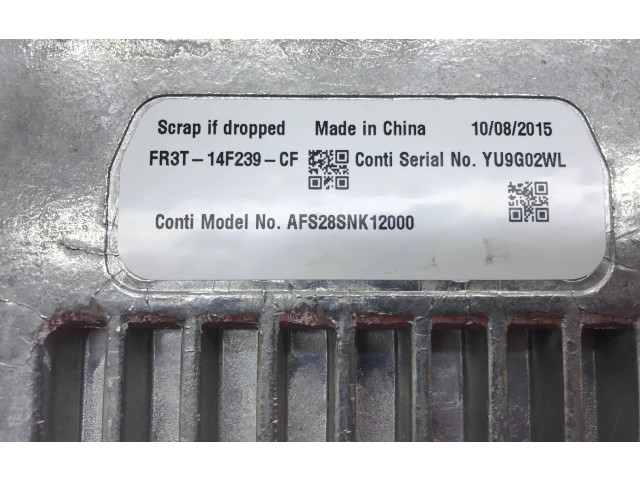 Scrap if dropped Made in China 10/08/2015
FR3T-14F239-CF Conti Serial No. YU9G02WL
Conti Model No. AFS28SNK12000